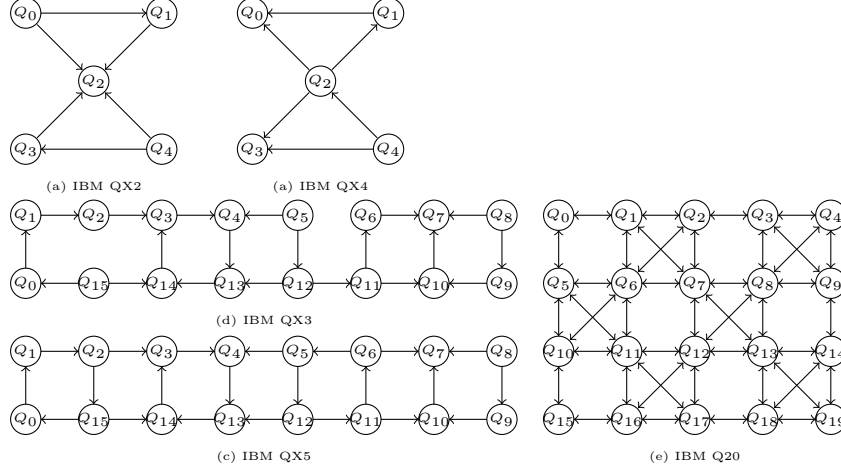 Q0 Q1 Q0 Q1
Q2 Q2
Q3 Q4 Q3 Q4
(a) IBM QX2 (a) IBM QX4
Q1 Q2 Q3 Q4 Q5 Q6 Q7 Q8 Q0 Q1 Q2 Q3 Q4
Q0 Q15 Q14 Q13 Q12 Q11 Q10 Q9 Q5 Q6 Q7 Q8 Q9
(d) IBM QX3
Q1 Q2 Q3 Q4 Q5 Q6 Q7 Q8 Q10 Q11 Q12 Q13 Q14
Q0 Q15 Q14 Q13 Q12 Q11 Q10 Q9 Q15 Q16 Q17 Q18 Q19
(c) IBM QX5 (e) IBM Q20